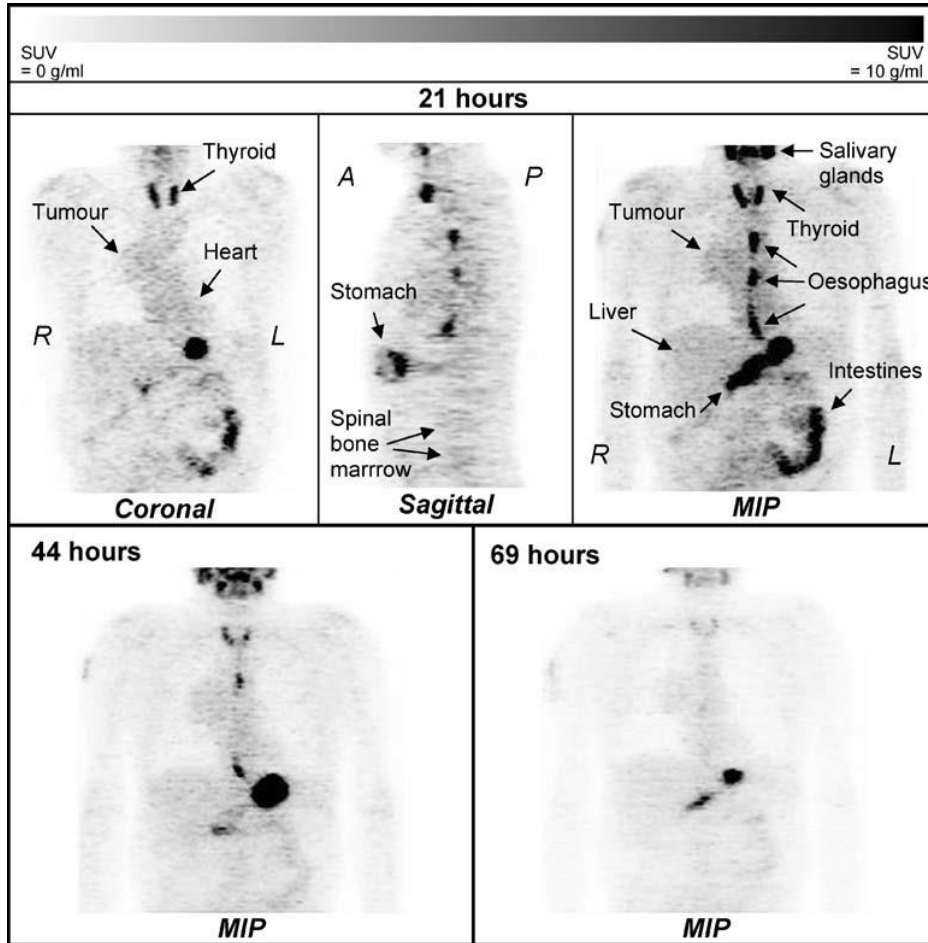 SUV
= 0 g/ml
SUV
= 10 g/ml
21 hours
Thyroid
Tumour
Heart
R
L
Coronal
A
P
Stomach
Spinal
bone
marrrow
Sagittal
Salivary
glands
Tumour
Thyroid
Oesophagus
Liver
Intestines
Stomach
R
L
MIP
44 hours
MIP
69 hours
MIP